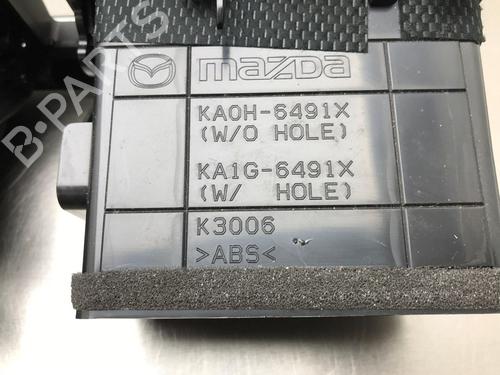 mazda
KA0H-6491X
(W/O HOLE)
KA1G-6491X
(W/ HOLE)
K3006
>ABS<
B-PARTS